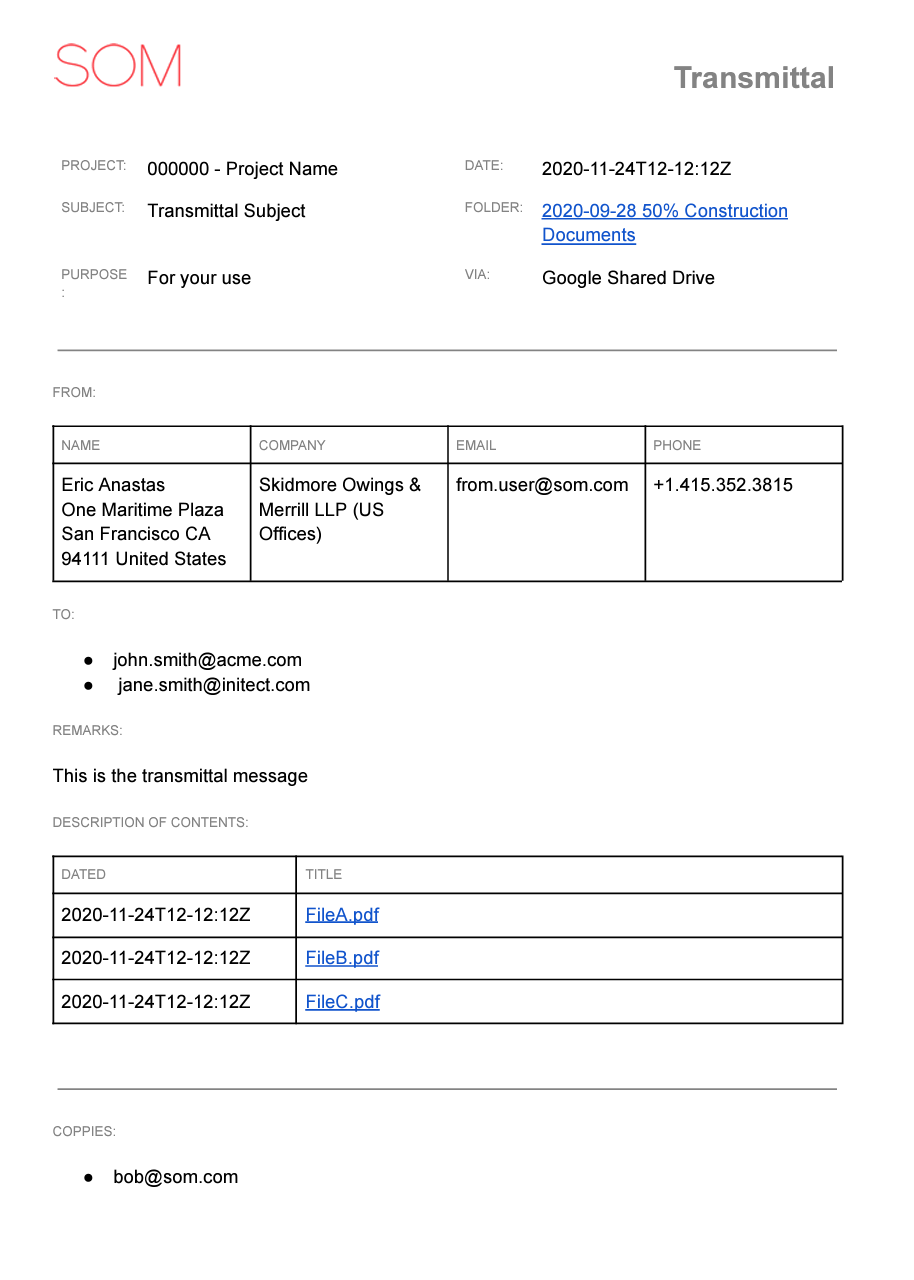 SOM
Transmittal
PROJECT: 000000 - Project Name DATE: 2020-11-24T12-12:12Z
SUBJECT: Transmittal Subject FOLDER: 2020-09-28 50% Construction
Documents
PURPOSE For your use VIA: Google Shared Drive
:
FROM:
NAME COMPANY EMAIL PHONE
Eric Anastas Skidmore Owings & from.user@som.com +1.415.352.3815
One Maritime Plaza Merrill LLP (US
San Francisco CA Offices)
94111 United States
TO:
● john.smith@acme.com
● jane.smith@initect.com
REMARKS:
This is the transmittal message
DESCRIPTION OF CONTENTS:
DATED TITLE
2020-11-24T12-12:12Z FileA.pdf
2020-11-24T12-12:12Z FileB.pdf
2020-11-24T12-12:12Z FileC.pdf
COPPIES:
● bob@som.com